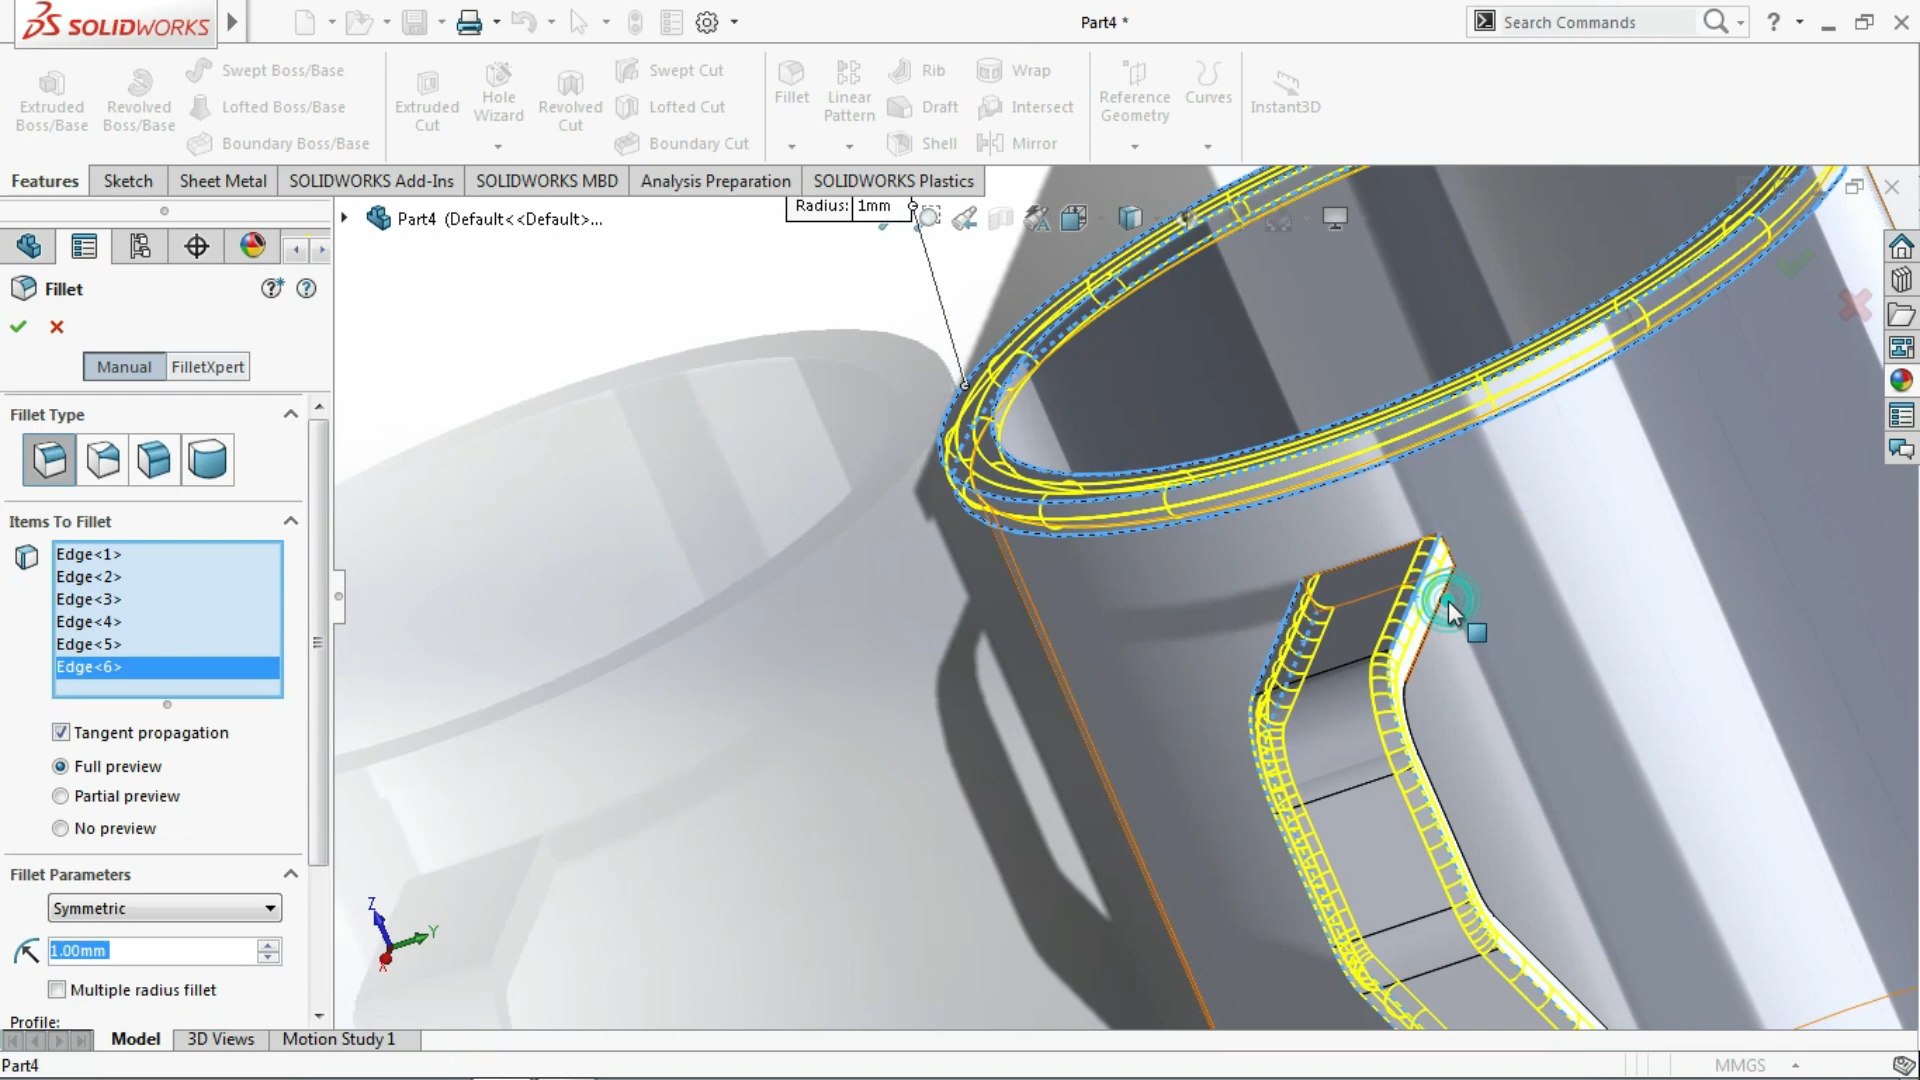 SOLIDWORKS
Part4 *
Search Commands
?
Extruded Boss/Base
Revolved Boss/Base
Swept Boss/Base
Lofted Boss/Base
Boundary Boss/Base
Extruded Cut
Hole Wizard
Revolved Cut
Swept Cut
Lofted Cut
Boundary Cut
Fillet
Linear Pattern
Rib
Draft
Shell
Wrap
Intersect
Mirror
Reference Geometry
Curves
Instant3D
Features
Sketch
Sheet Metal
SOLIDWORKS Add-Ins
SOLIDWORKS MBD
Analysis Preparation
SOLIDWORKS Plastics
Part4 (Default<<Default>...
Radius: 1mm
Fillet
Manual
FilletXpert
Fillet Type
Items To Fillet
Edge<1>
Edge<2>
Edge<3>
Edge<4>
Edge<5>
Edge<6>
Tangent propagation
Full preview
Partial preview
No preview
Fillet Parameters
Symmetric
1.00mm
Multiple radius fillet
Profile:
Z
Y
X
Model
3D Views
Motion Study 1
Part4
MMGS